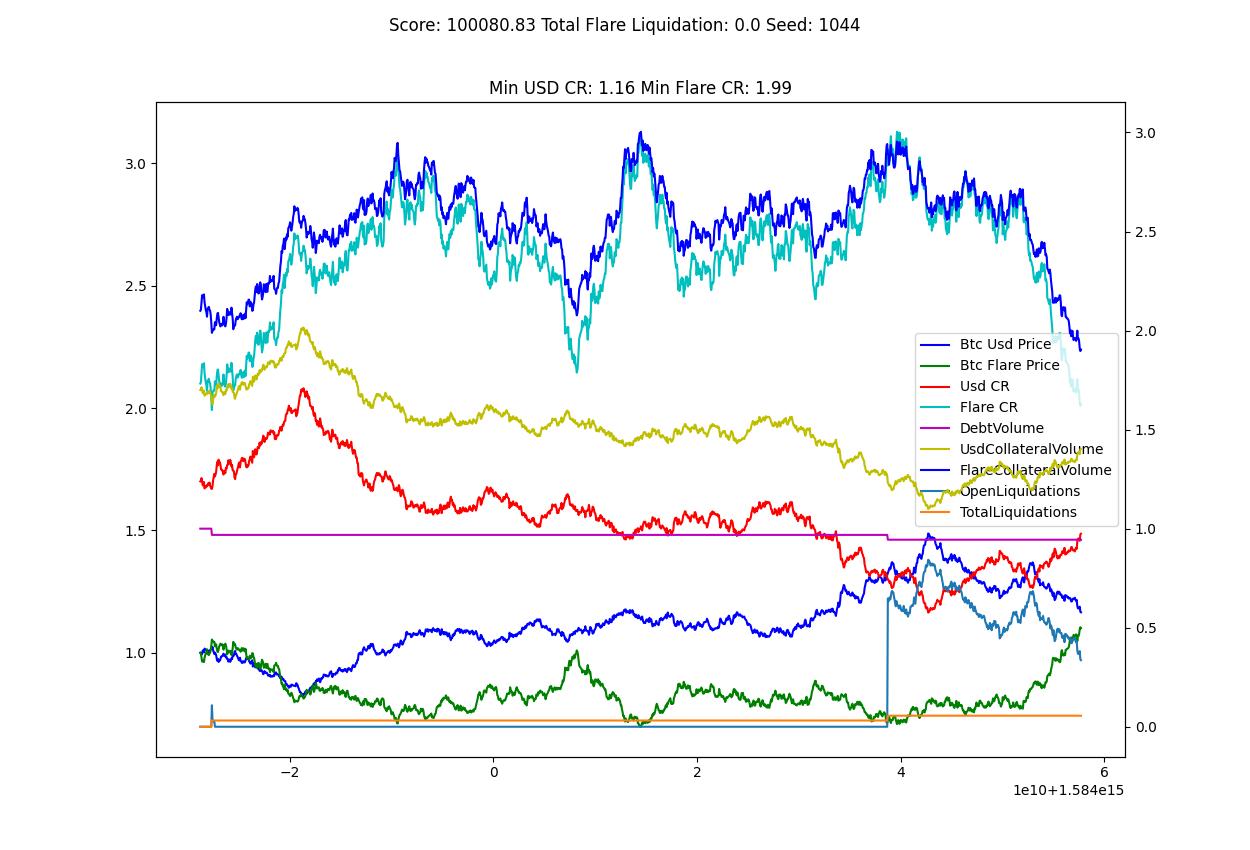 Score: 100080.83 Total Flare Liquidation: 0.0 Seed: 1044
Min USD CR: 1.16 Min Flare CR: 1.99
3.0
2.5
2.0
1.5
1.0
3.0
2.5
2.0
1.5
1.0
0.5
0.0
Btc Usd Price
Btc Flare Price
Usd CR
Flare CR
DebtVolume
UsdCollateralVolume
FlareCollateralVolume
OpenLiquidations
TotalLiquidations
−2 0 2 4 6
1e10+1.584e15